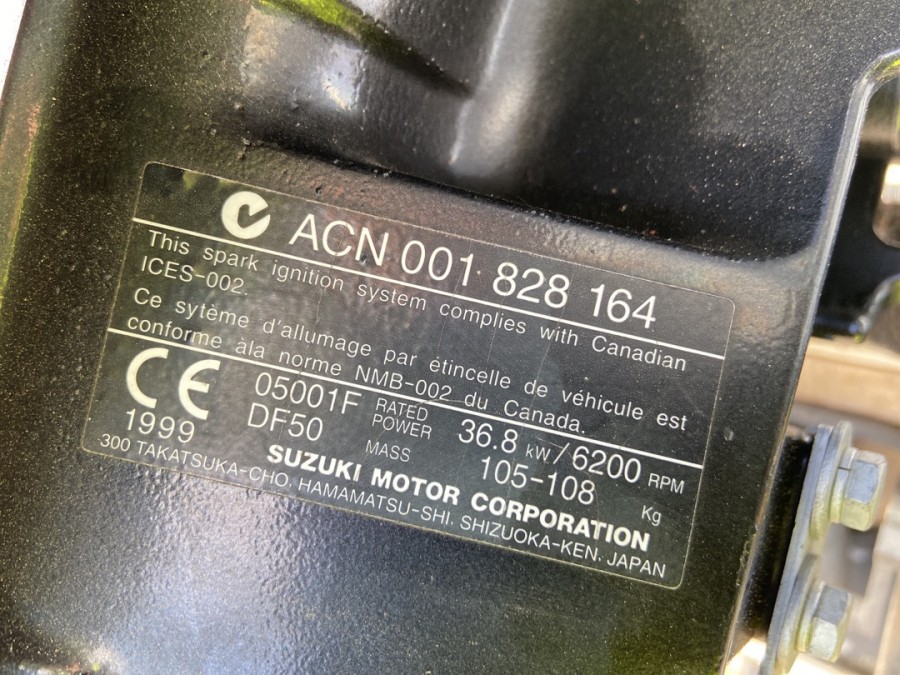 ACN 001 828 164
This spark ignition system complies with Canadian
ICES-002.
Ce sytème d'allumage par étincelle de véhicule est
conforme àla norme NMB-002 du Canada.
CE 05001F RATED POWER 36.8 kW/6200 RPM
1999 DF50 MASS 105-108 Kg
SUZUKI MOTOR CORPORATION
300 TAKATSUKA-CHO, HAMAMATSU-SHI, SHIZUOKA-KEN, JAPAN